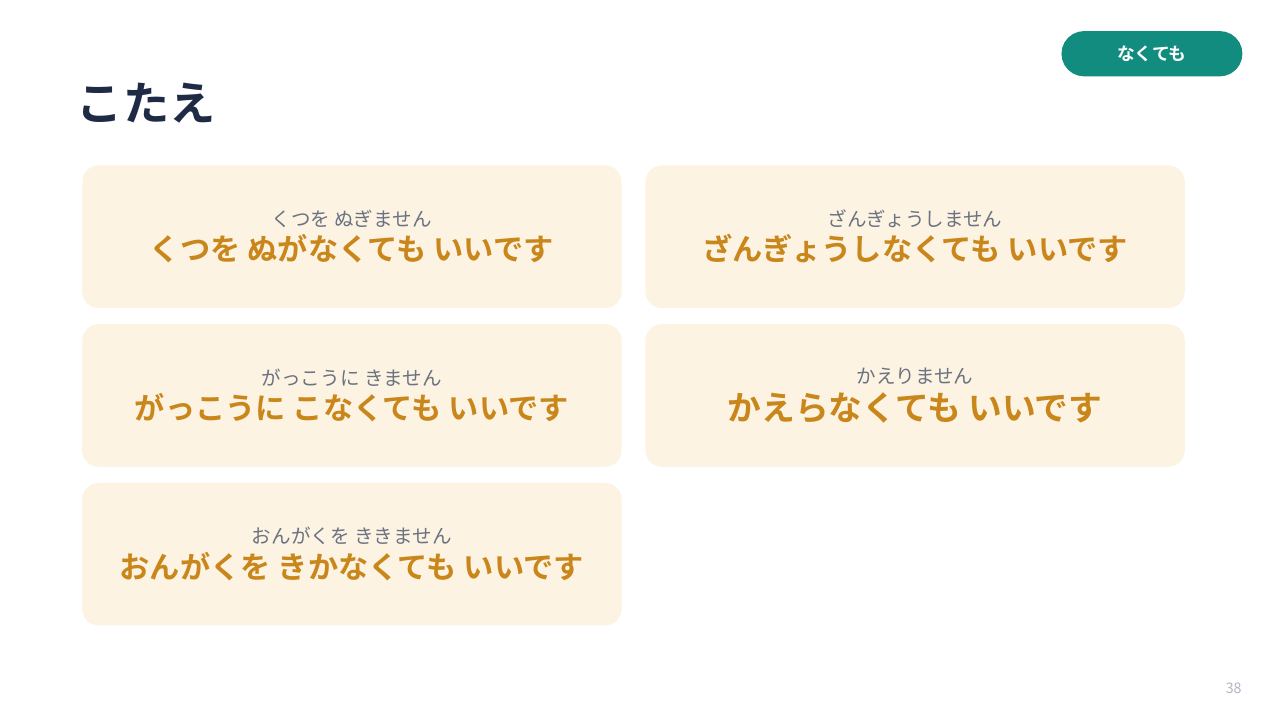 なくても
こたえ
くつを ぬぎません
くつを ぬがなくても いいです
ざんぎょうしません
ざんぎょうしなくても いいです
がっこうに きません
がっこうに こなくても いいです
かえりません
かえらなくても いいです
おんがくを ききません
おんがくを きかなくても いいです
38